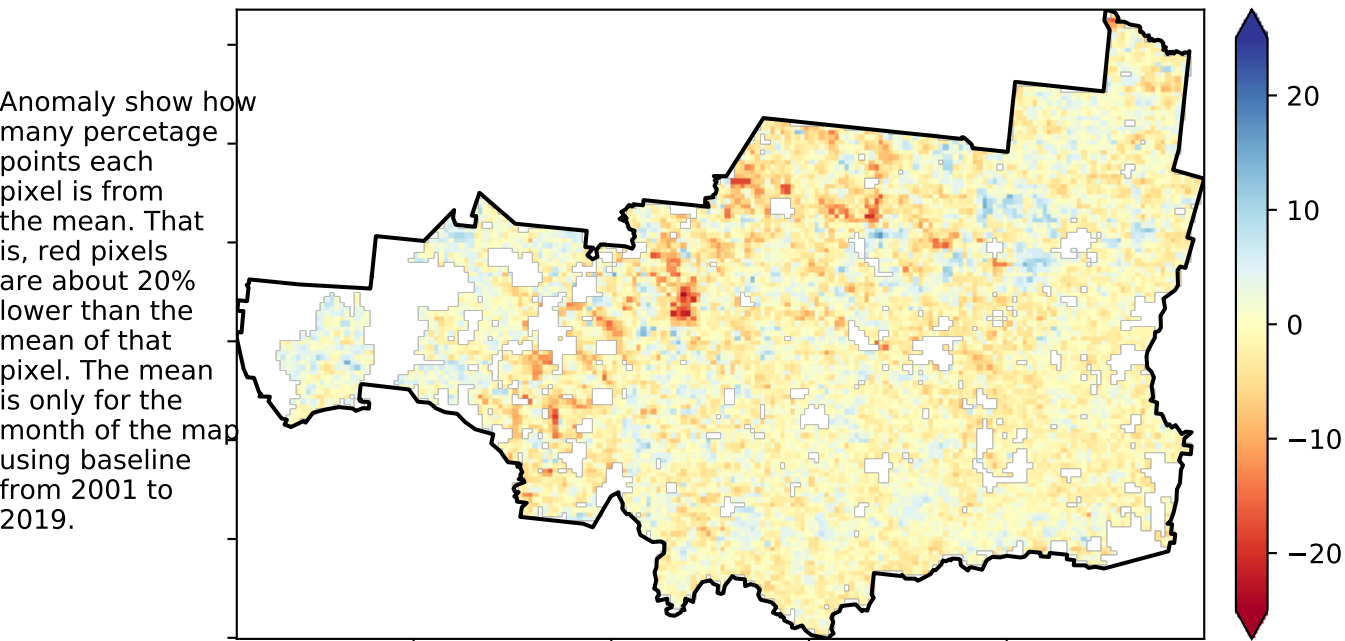 Anomaly show how
many percetage
points each
pixel is from
the mean. That
is, red pixels
are about 20%
lower than the
mean of that
pixel. The mean
is only for the
month of the map
using baseline
from 2001 to
2019.
20
10
0
−10
−20